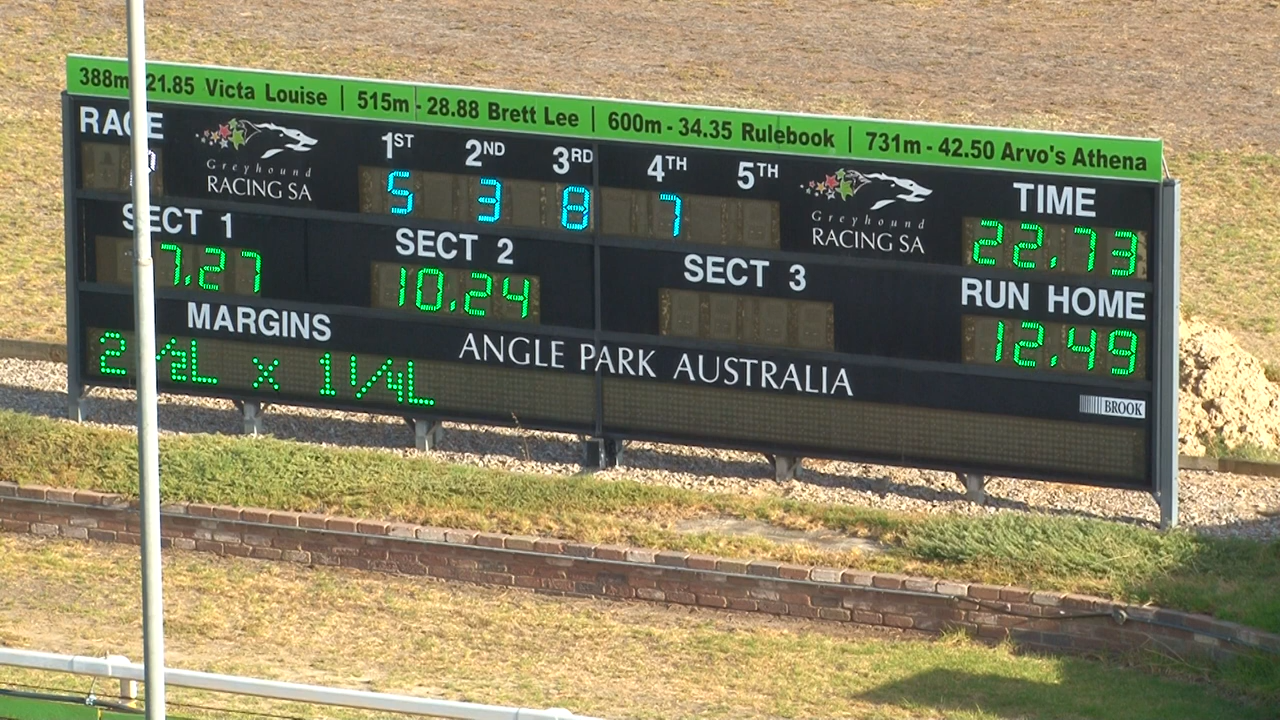 388m 21.85 Victa Louise | 515m - 28.88 Brett Lee | 600m - 34.35 Rulebook | 731m - 42.50 Arvo's Athena
RACE
Greyhound
RACING SA
1ST 2ND 3RD 4TH 5TH
5 3 8 7
Greyhound
RACING SA
TIME
22.73
SECT 1
7.27
SECT 2
10.24
SECT 3
RUN HOME
12.49
MARGINS
2 L x 1 1/4L
ANGLE PARK AUSTRALIA
BROOK